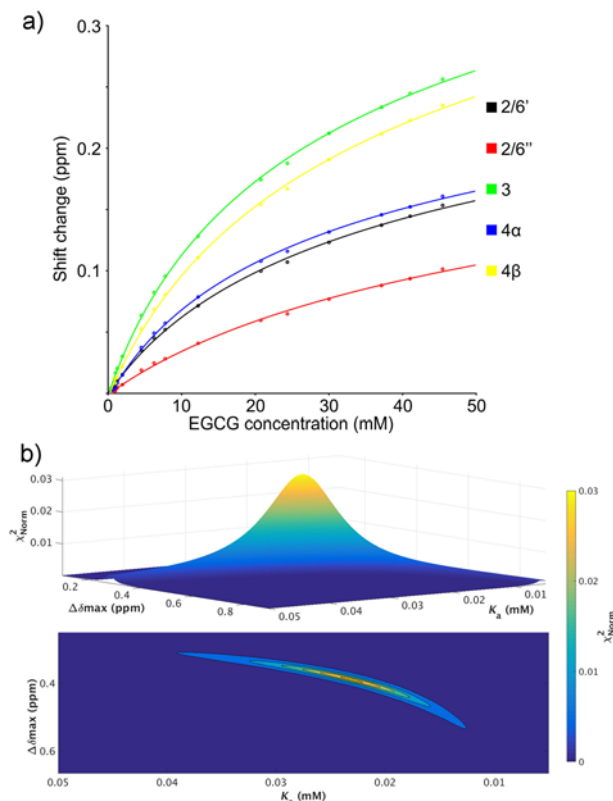 a)
0.3
0.2
0.1
Shift change (ppm)
0 10 20 30 40 50
EGCG concentration (mM)
2/6'
2/6''
3
4α
4β
b)
0.03
0.02
0.01
χ²Norm
0.2 0.4 0.6 0.8
Δδmax (ppm)
0.05 0.04 0.03 0.02 0.01
Ka (mM)
0.03
0.02
0.01
0
χ²Norm
0.4
0.6
Δδmax (ppm)
0.05 0.04 0.03 0.02 0.01
K (mM)